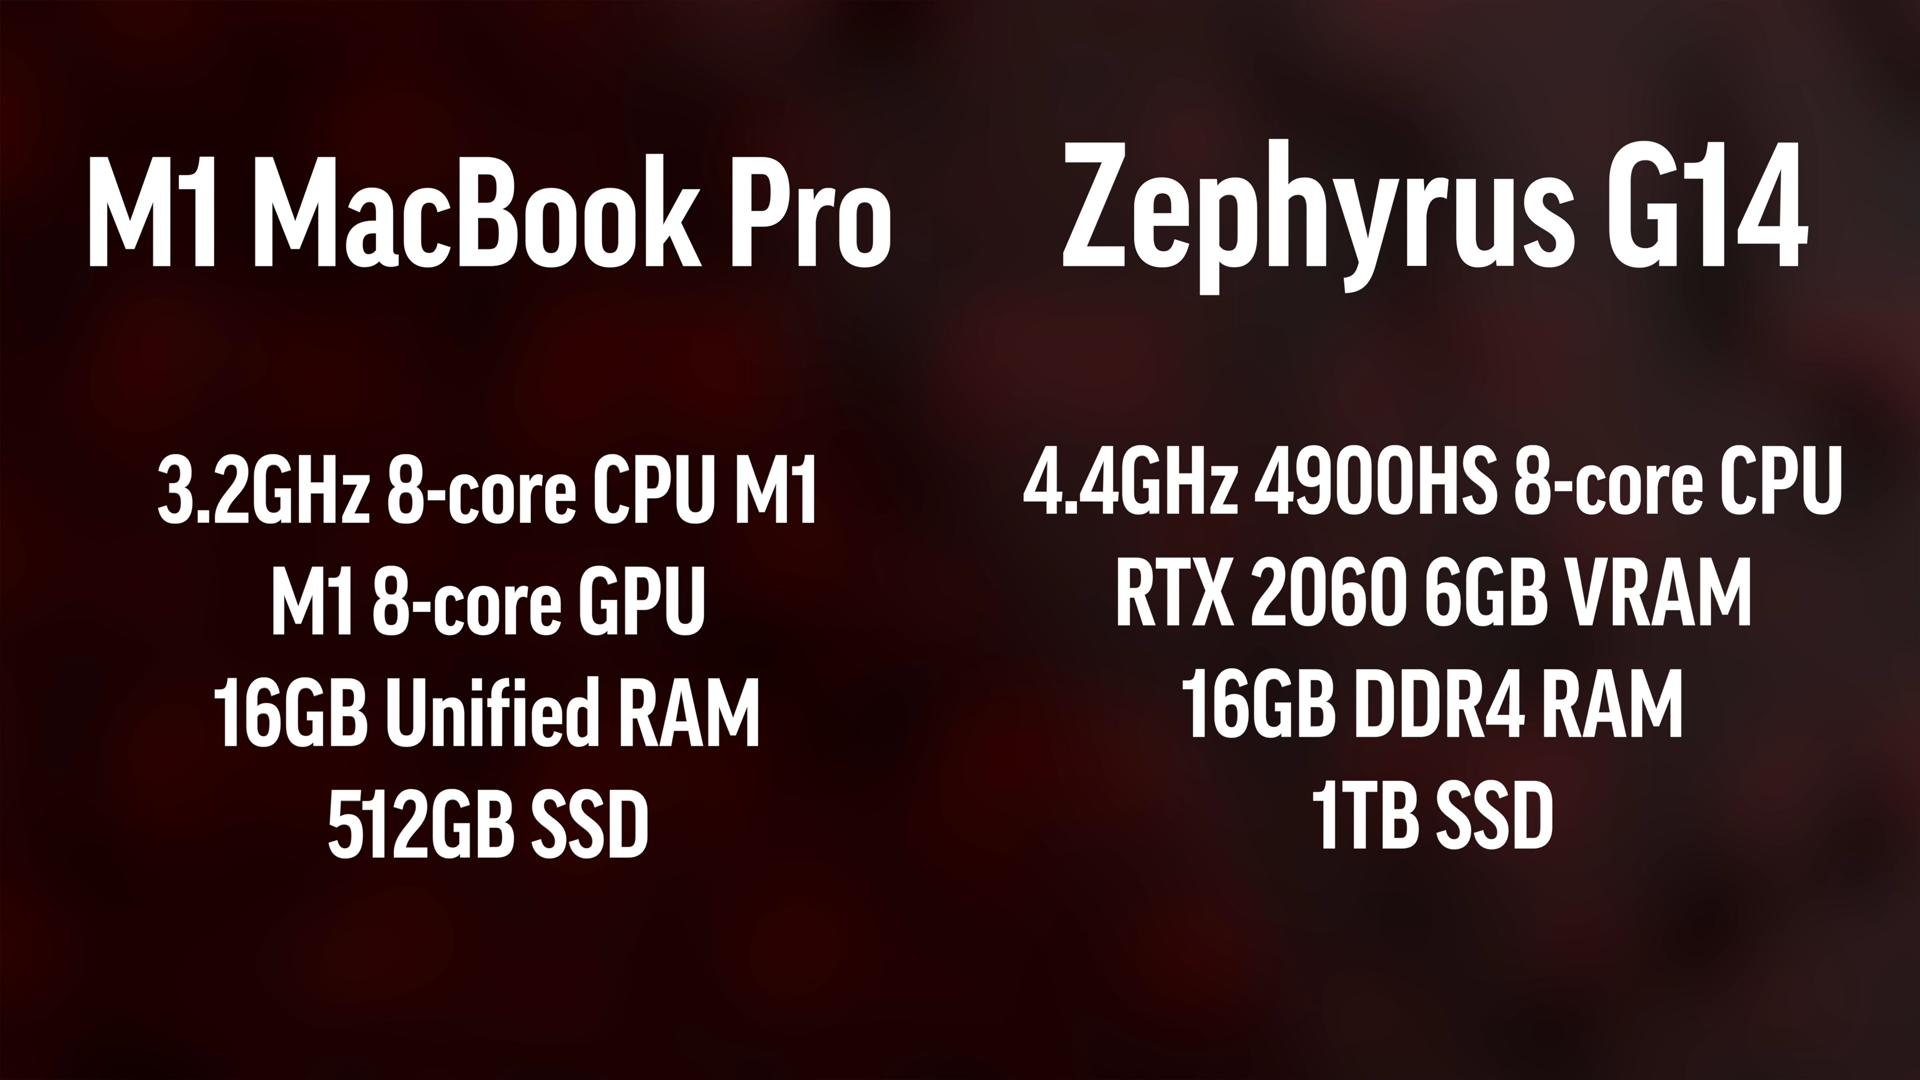 M1 MacBook Pro
3.2GHz 8-core CPU M1
M1 8-core GPU
16GB Unified RAM
512GB SSD
Zephyrus G14
4.4GHz 4900HS 8-core CPU
RTX 2060 6GB VRAM
16GB DDR4 RAM
1TB SSD